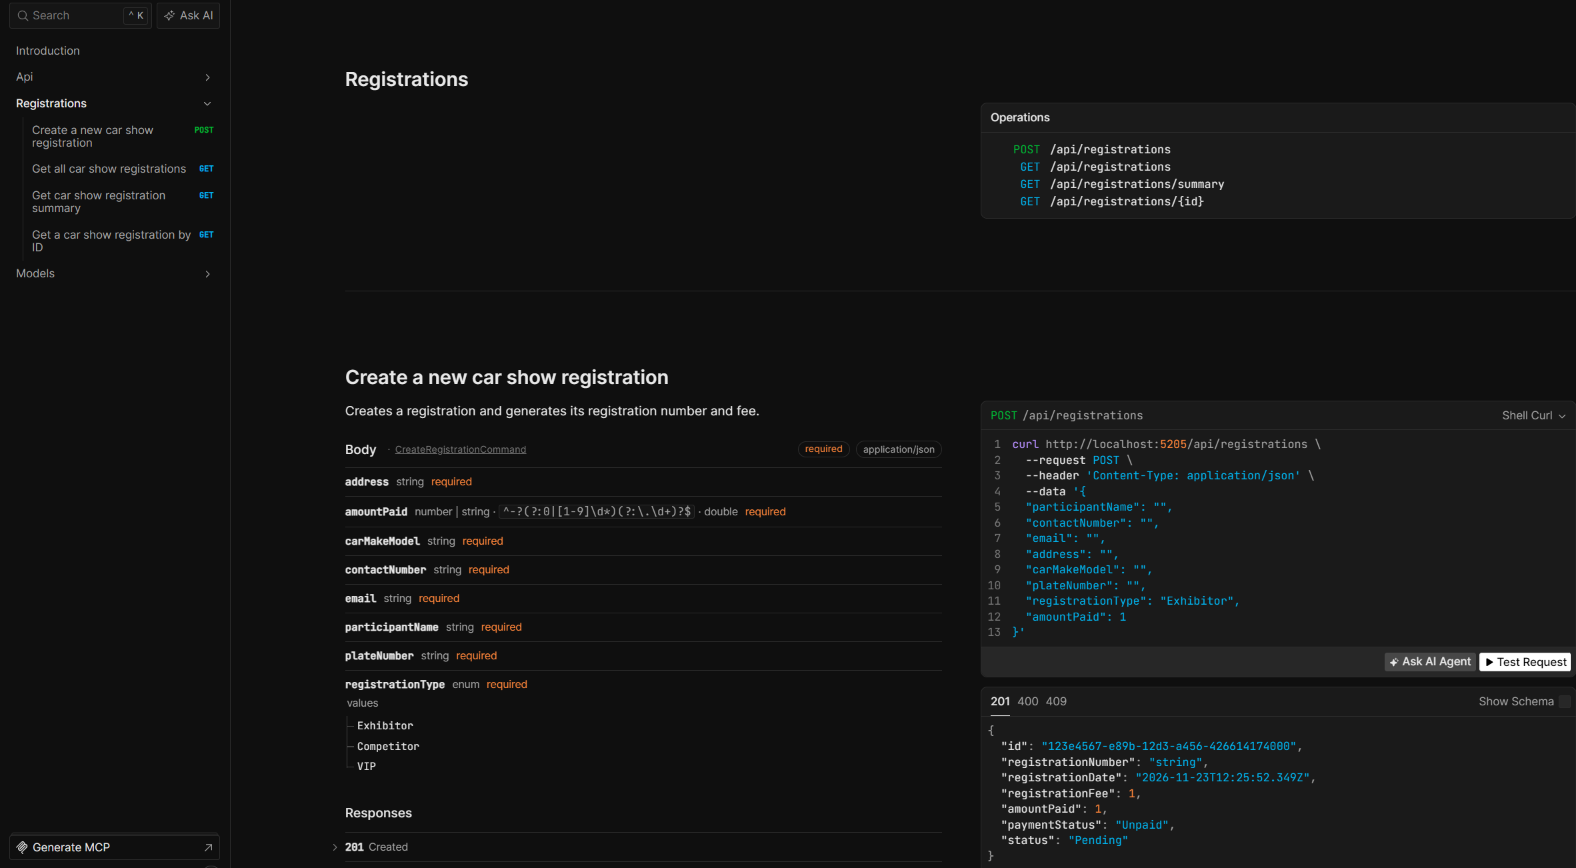 Search
^ K
Ask AI
Introduction
Api
Registrations
Create a new car show
registration
POST
Get all car show registrations
GET
Get car show registration
summary
GET
Get a car show registration by
ID
GET
Models
Generate MCP
Registrations
Operations
POST /api/registrations
GET /api/registrations
GET /api/registrations/summary
GET /api/registrations/{id}
Create a new car show registration
Creates a registration and generates its registration number and fee.
Body · CreateRegistrationCommand required application/json
address string required
amountPaid number | string · ^-?(?:0|[1-9]\d*)(?:\.\d+)?$ · double required
carMakeModel string required
contactNumber string required
email string required
participantName string required
plateNumber string required
registrationType enum required
values
Exhibitor
Competitor
VIP
Responses
201 Created
POST /api/registrations Shell Curl
1 curl http://localhost:5205/api/registrations \
2 --request POST \
3 --header 'Content-Type: application/json' \
4 --data '{
5 "participantName": "",
6 "contactNumber": "",
7 "email": "",
8 "address": "",
9 "carMakeModel": "",
10 "plateNumber": "",
11 "registrationType": "Exhibitor",
12 "amountPaid": 1
13 }'
Ask AI Agent
Test Request
201 400 409 Show Schema
{
"id": "123e4567-e89b-12d3-a456-426614174000",
"registrationNumber": "string",
"registrationDate": "2026-11-23T12:25:52.349Z",
"registrationFee": 1,
"amountPaid": 1,
"paymentStatus": "Unpaid",
"status": "Pending"
}